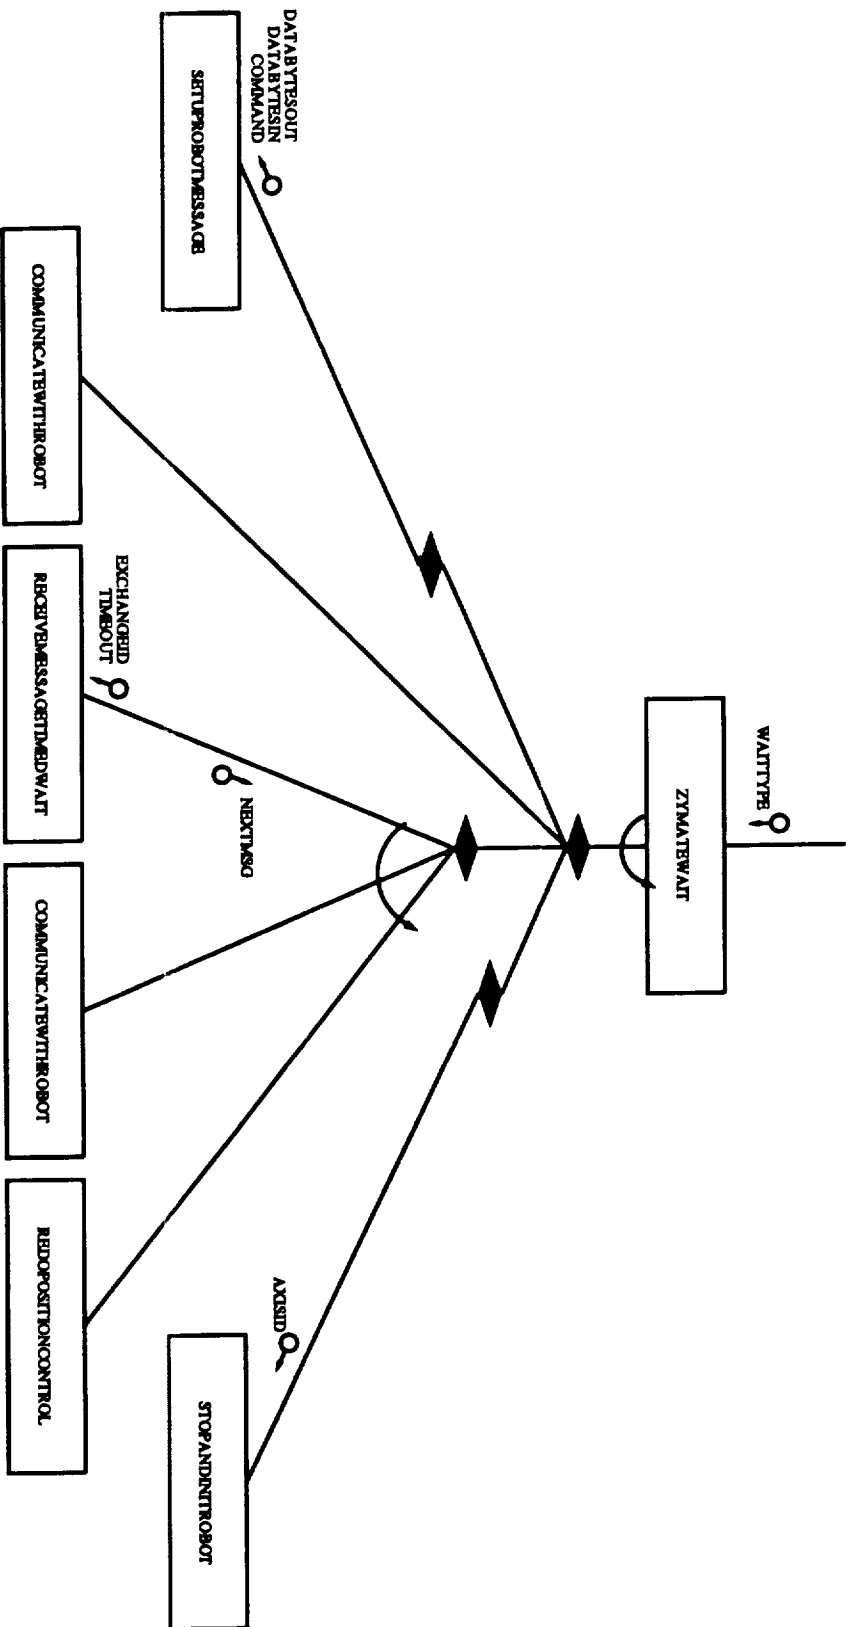 WAITTYPE
ZYMATEWAIT
DATABYTESOUT
DATABYTESIN
COMMAND
SETUPROBOTMESSAGE
EXCHANGEID
TIMEOUT
NEXTMSG
AXISID
STOPANDINITROBOT
COMMUNICATEWITHROBOT
RECEIVEMESSAGETIMEDWAIT
COMMUNICATEWITHROBOT
REDOPOSITIONCONTROL